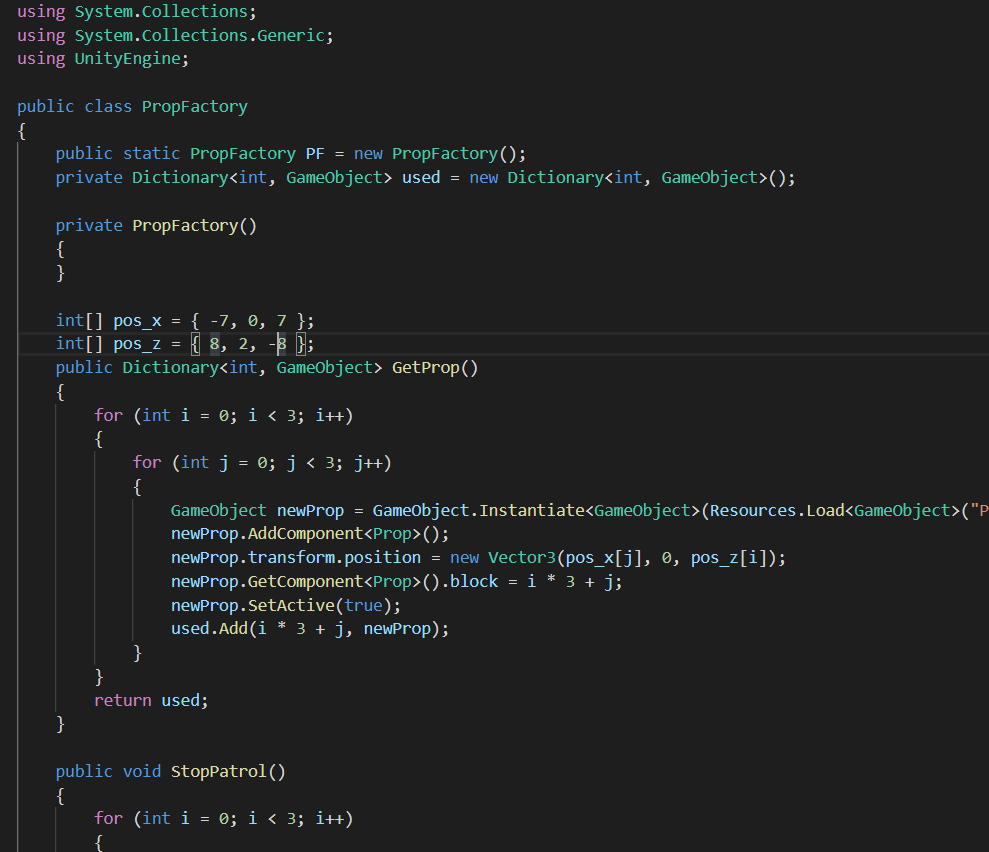 using System.Collections;
using System.Collections.Generic;
using UnityEngine;
public class PropFactory
{
public static PropFactory PF = new PropFactory();
private Dictionary<int, GameObject> used = new Dictionary<int, GameObject>();
private PropFactory()
{
}
int[] pos_x = { -7, 0, 7 };
int[] pos_z = { 8, 2, -8 };
public Dictionary<int, GameObject> GetProp()
{
for (int i = 0; i < 3; i++)
{
for (int j = 0; j < 3; j++)
{
GameObject newProp = GameObject.Instantiate<GameObject>(Resources.Load<GameObject>("P
newProp.AddComponent<Prop>();
newProp.transform.position = new Vector3(pos_x[j], 0, pos_z[i]);
newProp.GetComponent<Prop>().block = i * 3 + j;
newProp.SetActive(true);
used.Add(i * 3 + j, newProp);
}
}
return used;
}
public void StopPatrol()
{
for (int i = 0; i < 3; i++)
{